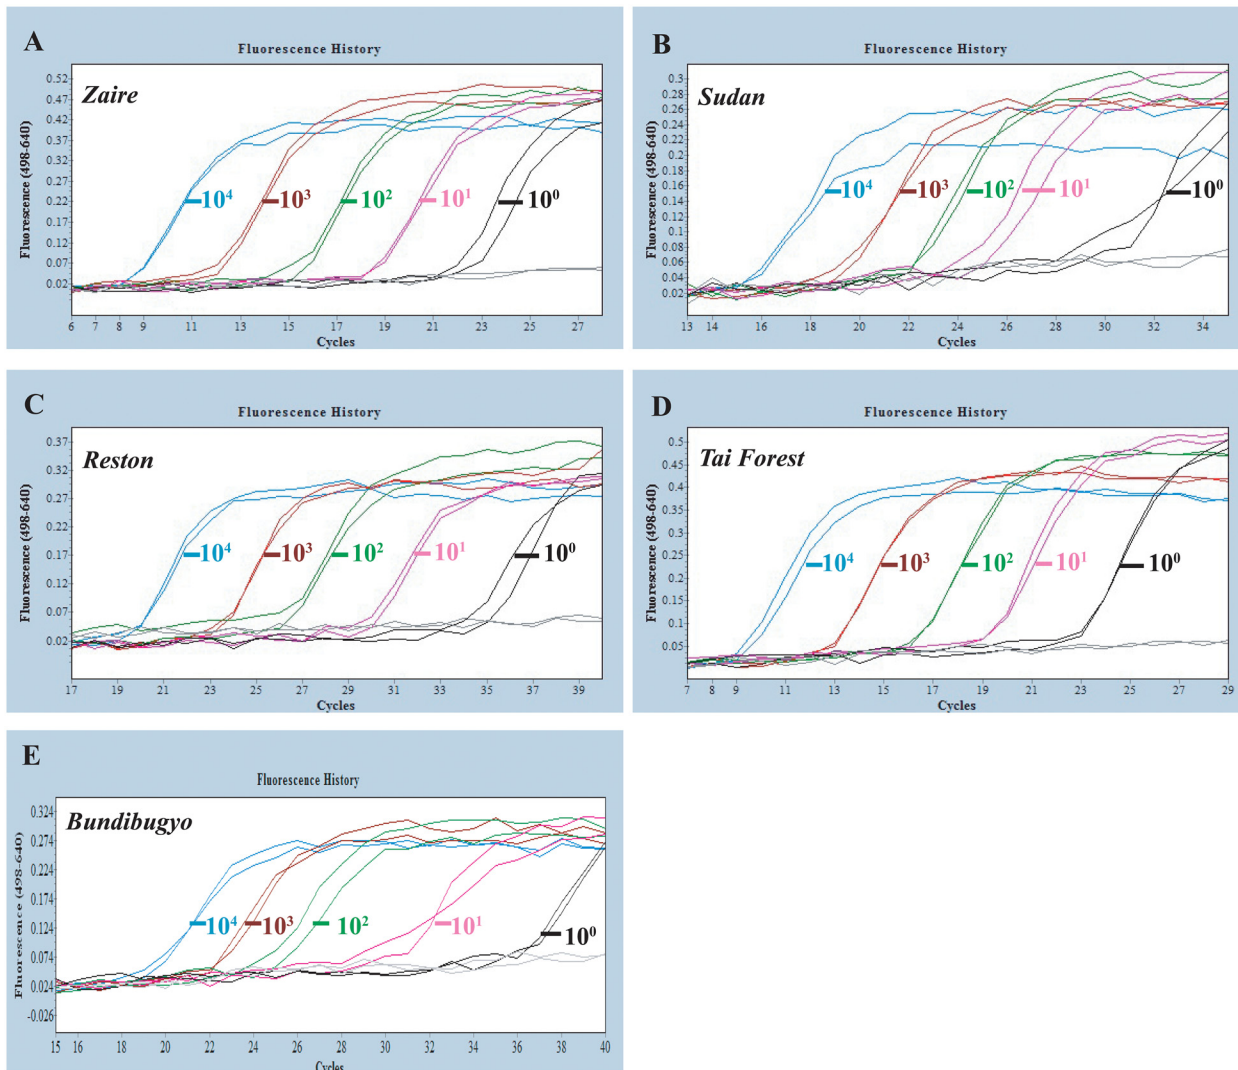 A
Fluorescence History
Zaire
Fluorescence (498-640)
0.52
0.47
0.42
0.37
0.32
0.27
0.22
0.17
0.12
0.07
0.02
10⁴
10³
10²
10¹
10⁰
6 7 8 9 11 13 15 17 19 21 23 25 27
Cycles
B
Fluorescence History
Sudan
Fluorescence (498-640)
0.3
0.28
0.26
0.24
0.22
0.2
0.18
0.16
0.14
0.12
0.1
0.08
0.06
0.04
0.02
10⁴
10³
10²
10¹
10⁰
13 14 16 18 20 22 24 26 28 30 32 34
Cycles
C
Fluorescence History
Reston
Fluorescence (498-640)
0.37
0.32
0.27
0.22
0.17
0.12
0.07
0.02
10⁴
10³
10²
10¹
10⁰
17 19 21 23 25 27 29 31 33 35 37 39
Cycles
D
Fluorescence History
Tai Forest
Fluorescence (498-640)
0.5
0.45
0.4
0.35
0.3
0.25
0.2
0.15
0.1
0.05
10⁴
10³
10²
10¹
10⁰
7 8 9 11 13 15 17 19 21 23 25 27 29
Cycles
E
Fluorescence History
Bundibugyo
Fluorescence (498-640)
0.324
0.274
0.224
0.174
0.124
0.074
0.024
-0.026
10⁴
10³
10²
10¹
10⁰
15 16 18 20 22 24 26 28 30 32 34 36 38 40
Cycles